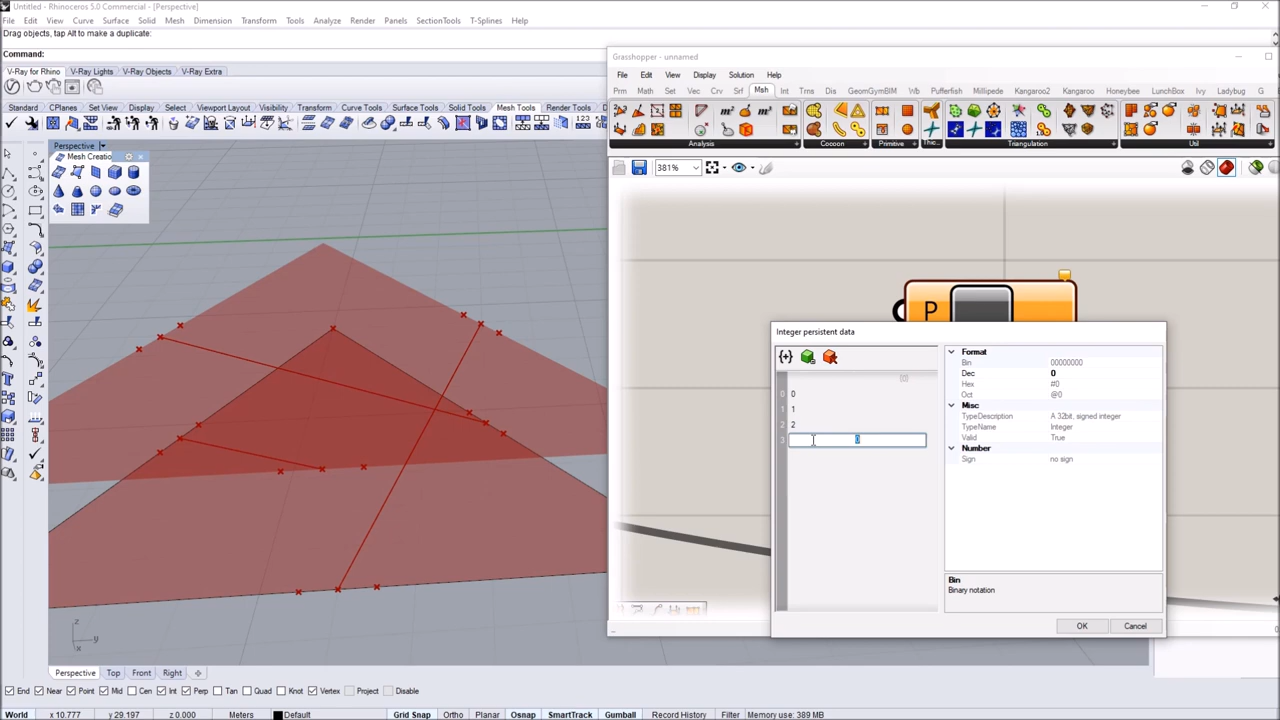 Untitled - Rhinoceros 5.0 Commercial - [Perspective]
File Edit View Curve Surface Solid Mesh Dimension Transform Tools Analyze Render Panels SectionTools T-Splines Help
Drag objects, tap Alt to make a duplicate:
Command:
V-Ray for Rhino V-Ray Lights V-Ray Objects V-Ray Extra
Standard CPlanes Set View Display Select Viewport Layout Visibility Transform Curve Tools Surface Tools Solid Tools Mesh Tools Render Tools
Perspective
Mesh Creatio
Grasshopper - unnamed
File Edit View Display Solution Help
Prm Math Set Vec Crv Srf Msh Int Trns Dis GeomGymBIM Wb Pufferfish Millipede Kangaroo2 Kangaroo Honeybee LunchBox Ivy Ladybug G
Analysis Cocoon Primitive Thic... Triangulation Util
381%
P
Integer persistent data
{+}
0 0
1 1
2 2
3 0
Format
Bin 00000000
Dec 0
Hex #0
Oct @0
Misc
TypeDescription A 32bit, signed integer
TypeName Integer
Valid True
Number
Sign no sign
Bin
Binary notation
OK Cancel
z
y
x
Perspective Top Front Right
End Near Point Mid Cen Int Perp Tan Quad Knot Vertex Project Disable
World x 10.777 y 29.197 z 0.000 Meters Default Grid Snap Ortho Planar Osnap SmartTrack Gumball Record History Filter Memory use: 389 MB